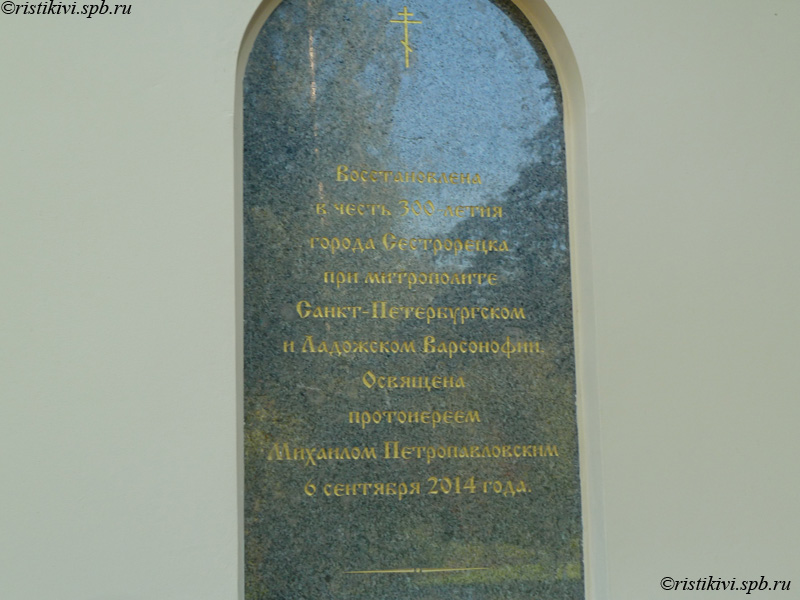 ©ristikivi.spb.ru
Восстановлена
в честь 300 летия
города Сестрорецка
при митрополите
Санкт-Петербургском
и Ладожском Варсонофии.
Освящена
протоиереем
Михаилом Петропавловским
6 сентября 2014 года.
©ristikivi.spb.ru